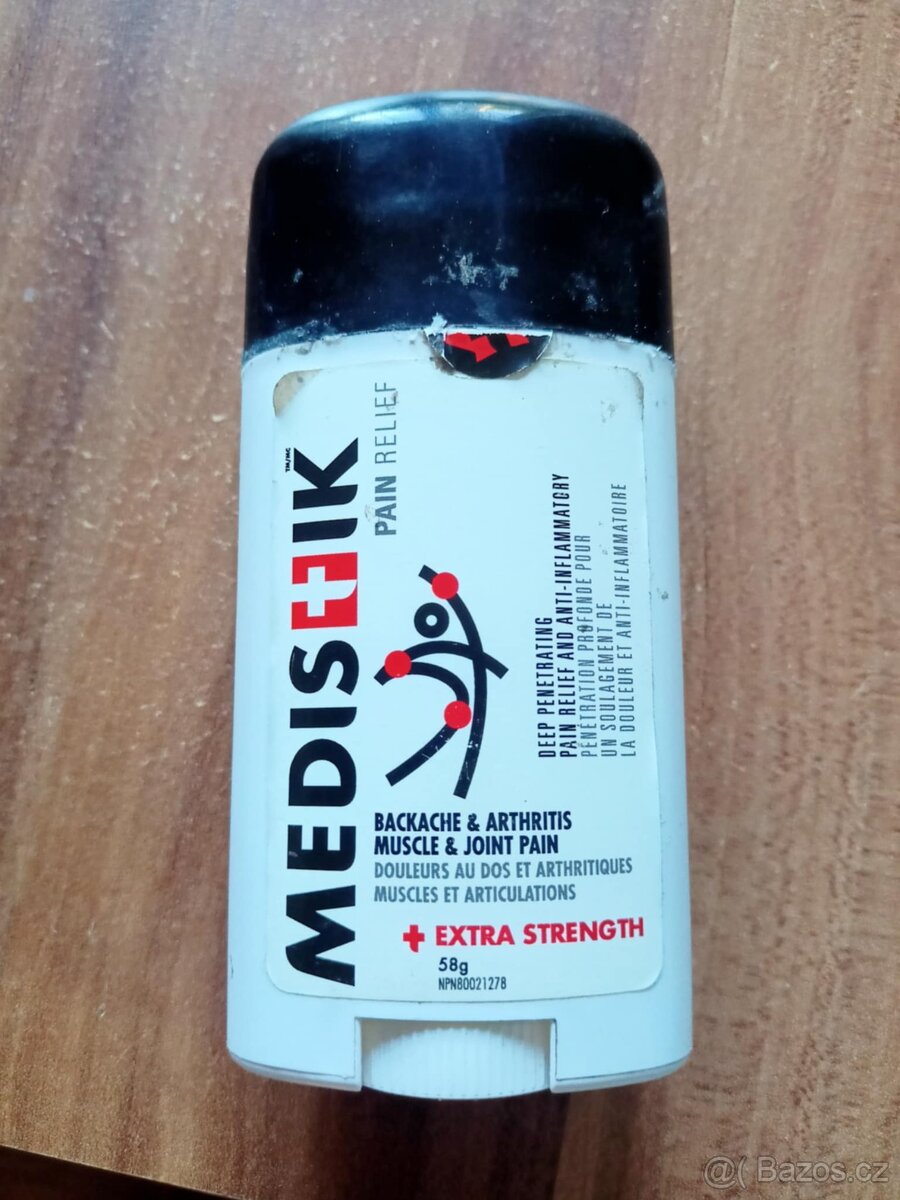 MEDISTIK
TM/MC
PAIN RELIEF
DEEP PENETRATING
PAIN RELIEF AND ANTI-INFLAMMATORY
PÉNÉTRATION PROFONDE POUR
UN SOULAGEMENT DE
LA DOULEUR ET ANTI-INFLAMMATOIRE
BACKACHE & ARTHRITIS
MUSCLE & JOINT PAIN
DOULEURS AU DOS ET ARTHRITIQUES
MUSCLES ET ARTICULATIONS
+ EXTRA STRENGTH
58g
NPN80021278
@( Bazos.cz